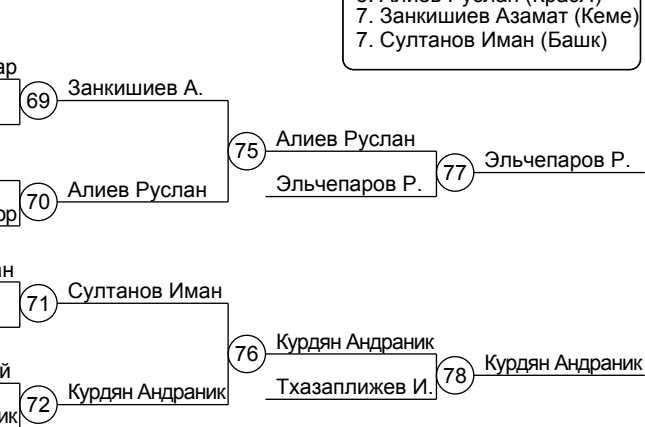 7. Занкишиев Азамат (Кеме)
7. Султанов Иман (Башк)
69 Занкишиев А.
75 Алиев Руслан
77 Эльчепаров Р.
Эльчепаров Р.
70 Алиев Руслан
71 Султанов Иман
76 Курдян Андраник
78 Курдян Андраник
Тхазаплижев И.
72 Курдян Андраник